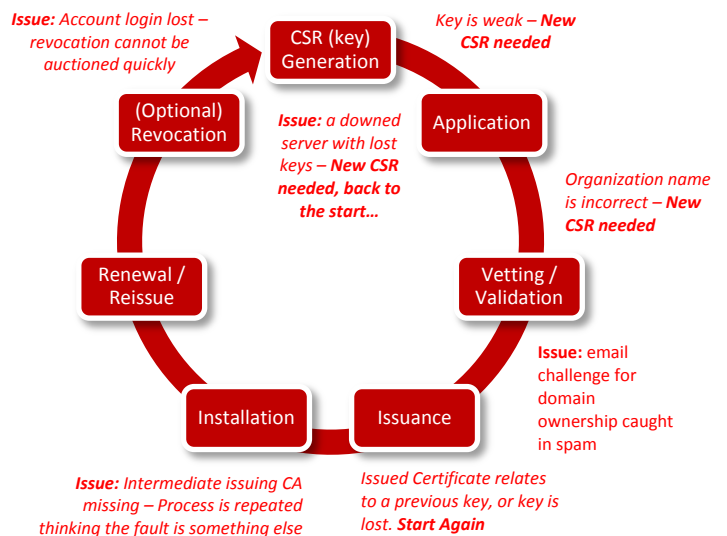 Issue: Account login lost –
revocation cannot be
auctioned quickly
CSR (key)
Generation
Key is weak – New
CSR needed
(Optional)
Revocation
Issue: a downed
server with lost
keys – New CSR
needed, back to
the start…
Application
Organization name
is incorrect – New
CSR needed
Renewal /
Reissue
Vetting /
Validation
Issue: email
challenge for
domain
ownership caught
in spam
Installation
Issuance
Issue: Intermediate issuing CA
missing – Process is repeated
thinking the fault is something else
Issued Certificate relates
to a previous key, or key is
lost. Start Again